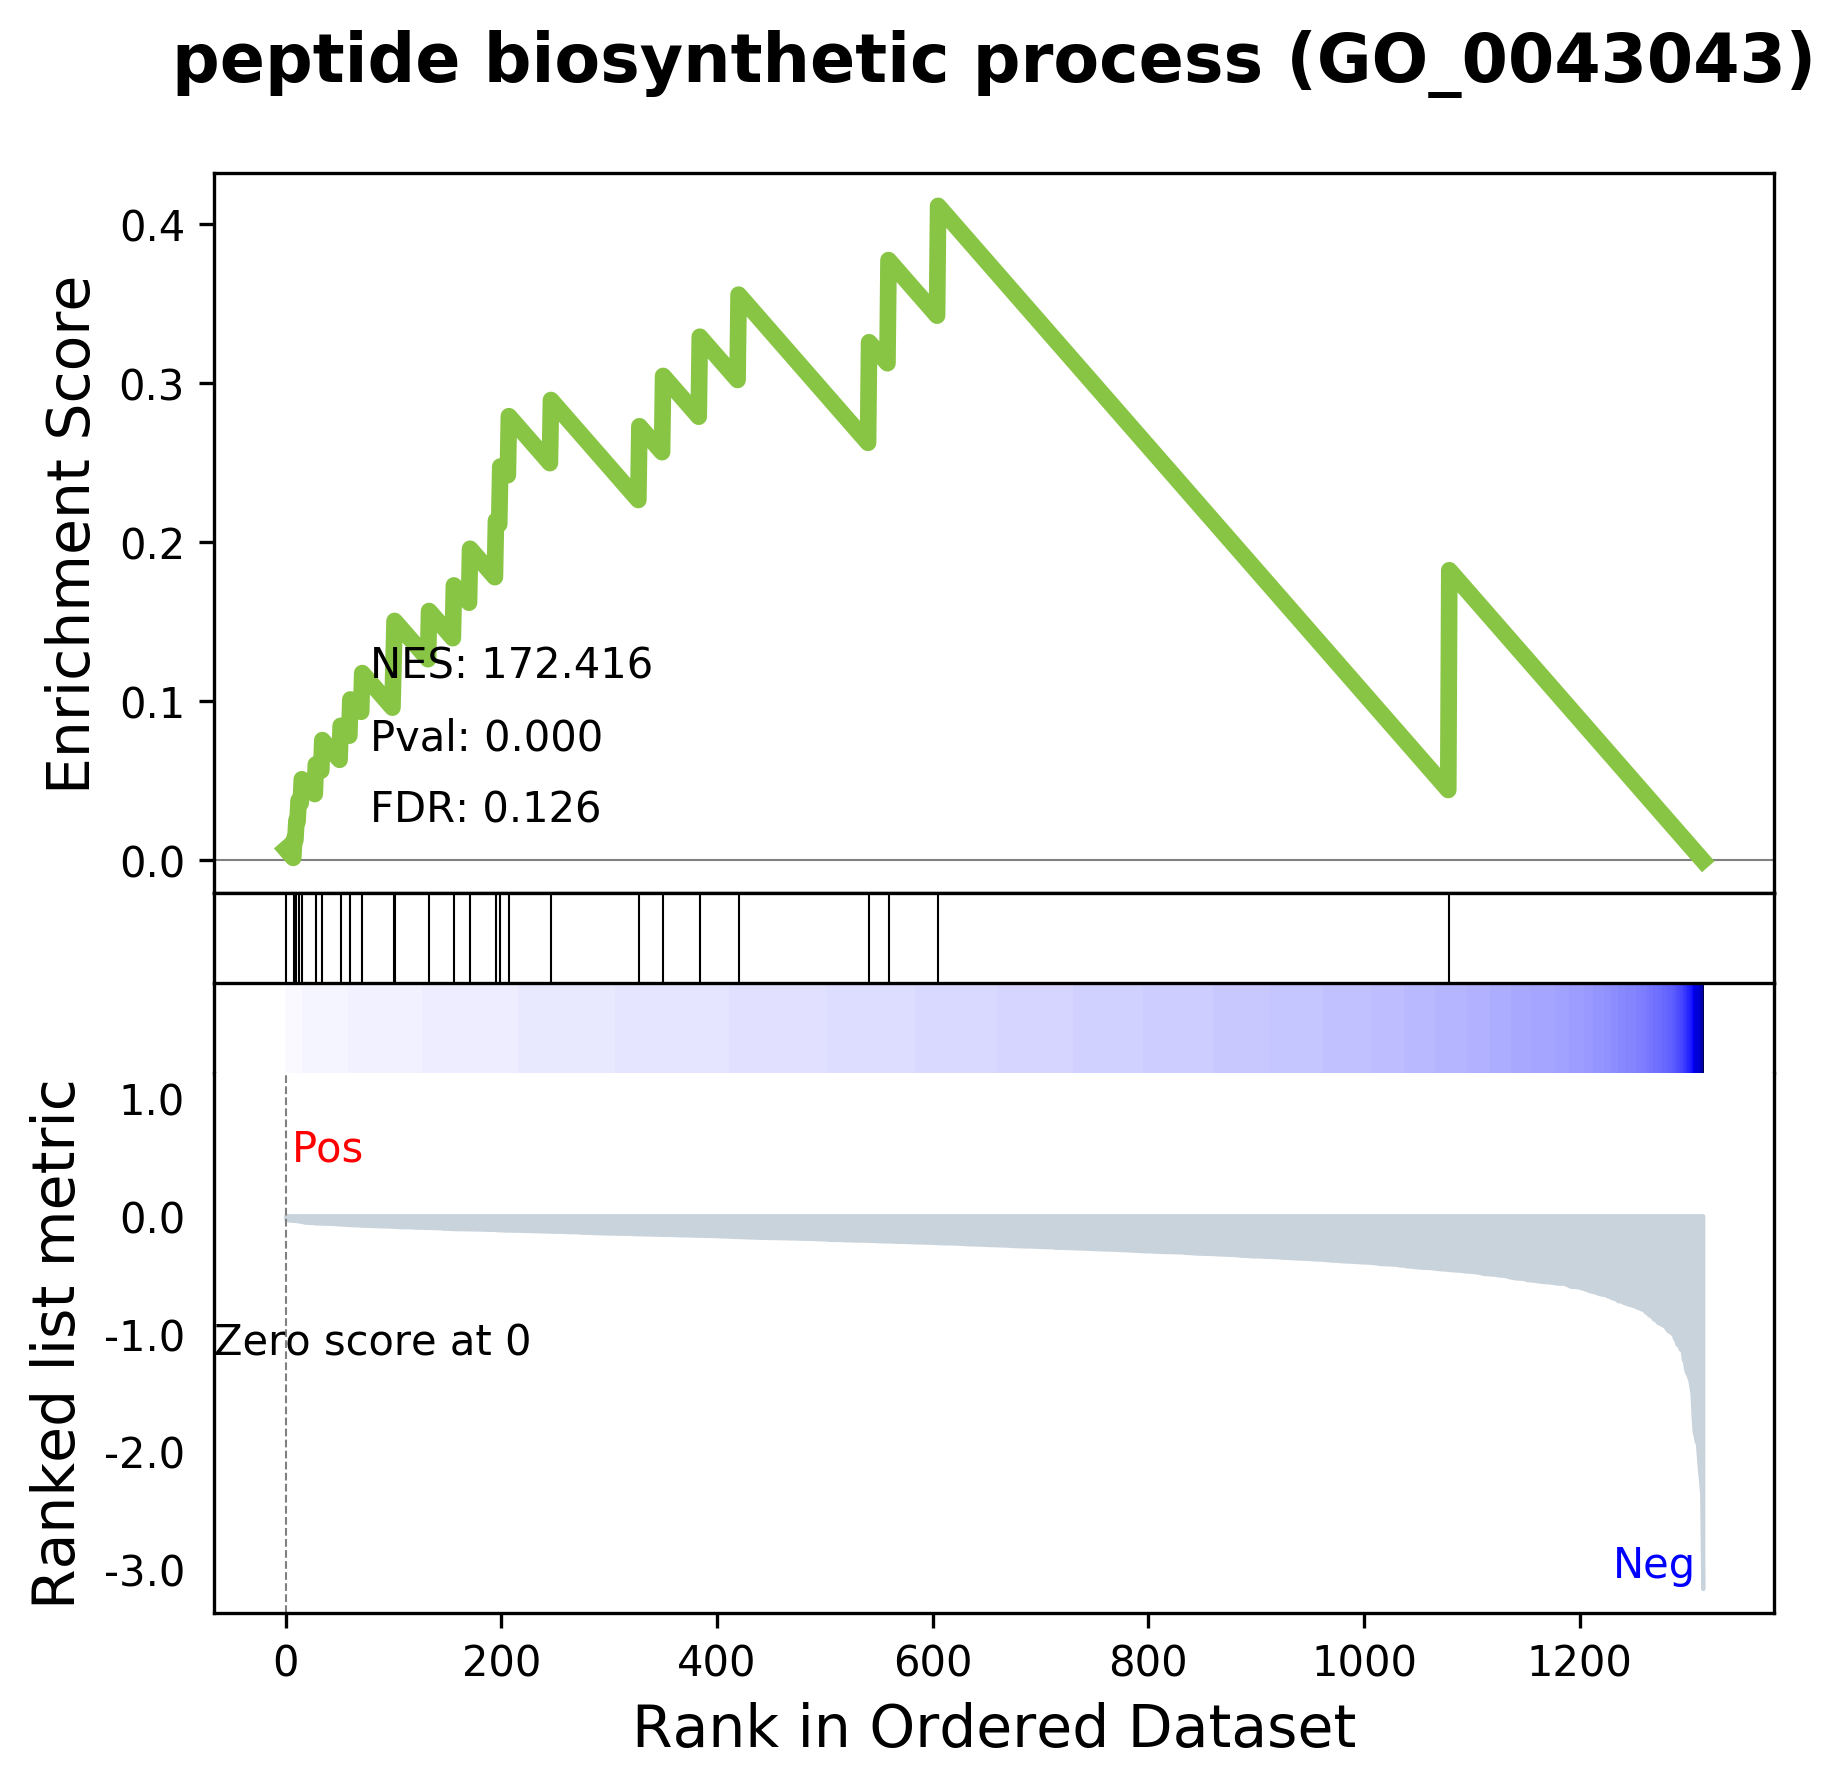 peptide biosynthetic process (GO_0043043)
Enrichment Score
0.4
0.3
0.2
0.1
0.0
NES: 172.416
Pval: 0.000
FDR: 0.126
Ranked list metric
1.0
0.0
-1.0
-2.0
-3.0
Pos
Zero score at 0
Neg
0 200 400 600 800 1000 1200
Rank in Ordered Dataset